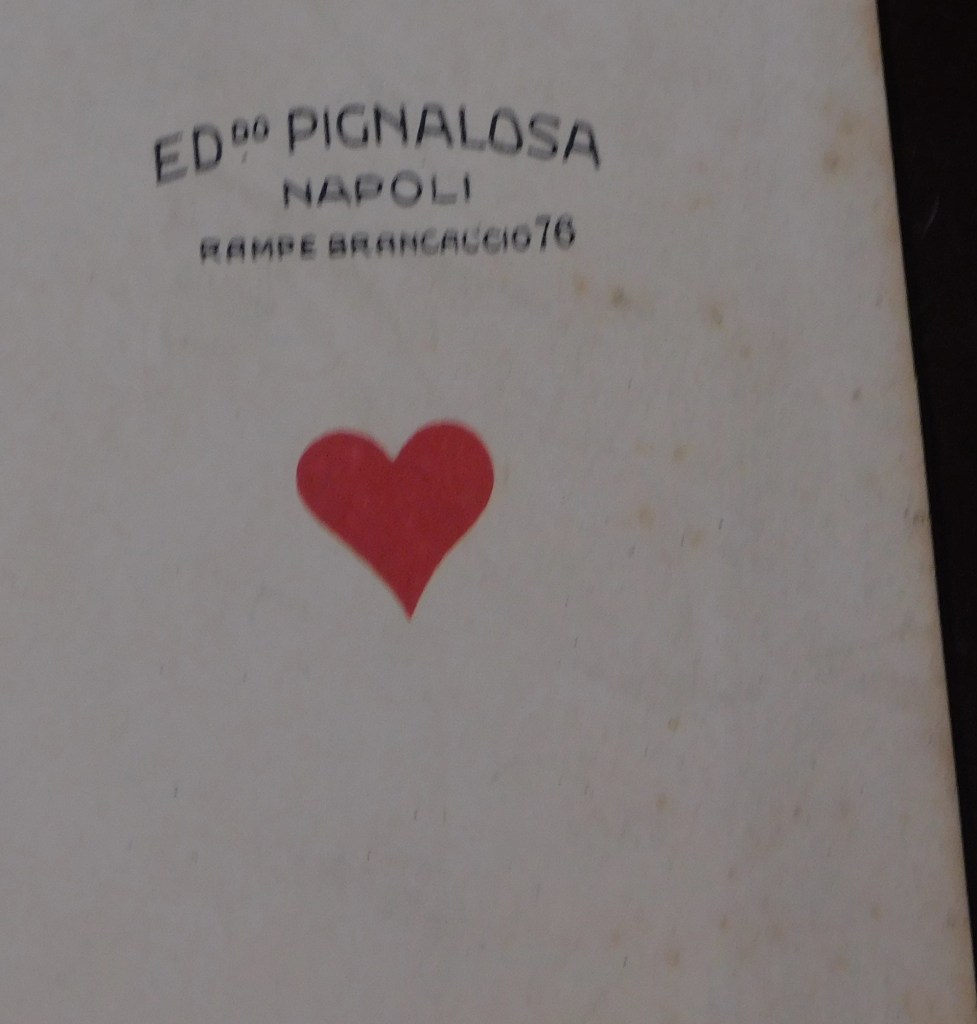 EDDO PIGNALOSA
NAPOLI
RAMPE BRANCACCIO 76